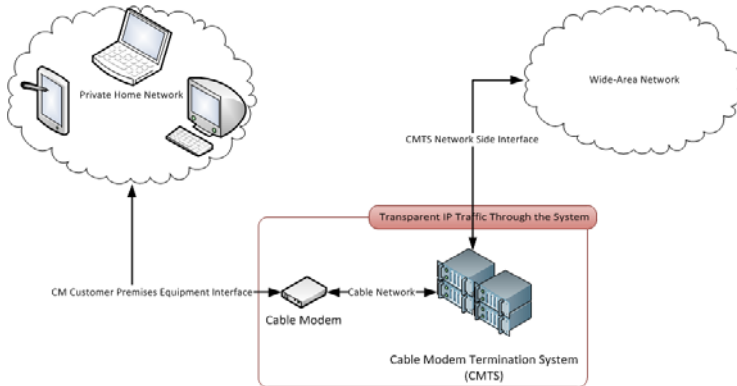 Private Home Network
Wide-Area Network
CMTS Network Side Interface
Transparent IP Traffic Through the System
CM Customer Premises Equipment Interface
Cable Network
Cable Modem
Cable Modem Termination System
(CMTS)